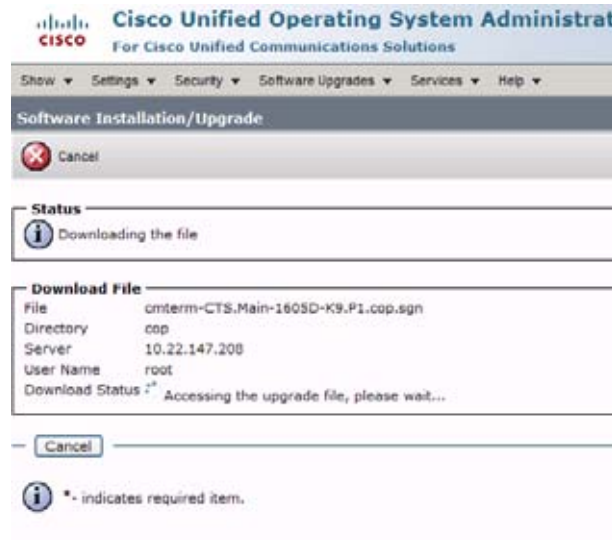 Cisco Unified Operating System Administrat
CISCO
For Cisco Unified Communications Solutions
Show Settings Security Software Upgrades Services Help
Software Installation/Upgrade
Cancel
Status
Downloading the file
Download File
File cmterm-CTS.Main-1605D-K9.P1.cop.sgn
Directory cop
Server 10.22.147.208
User Name root
Download Status Accessing the upgrade file, please wait...
Cancel
*- indicates required item.